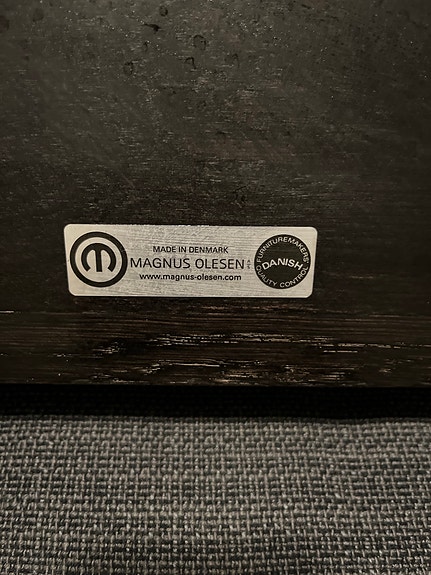 MADE IN DENMARK
MAGNUS OLESEN A/S
www.magnus-olesen.com
FURNITUREMAKERS'
DANISH
QUALITY CONTROL